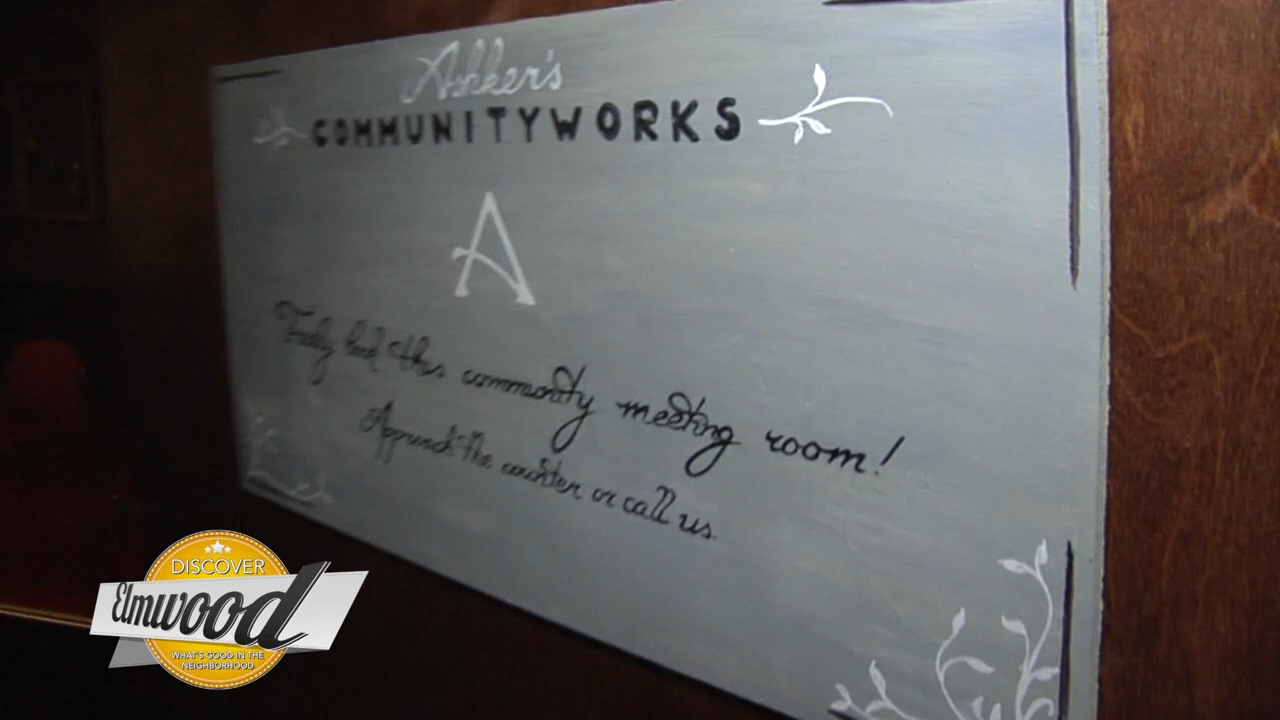 Ashker's
COMMUNITYWORKS
A
Freely book this community meeting room!
Approach the counter or call us.
DISCOVER
Elmwood
WHAT'S GOOD IN THE
NEIGHBORHOOD